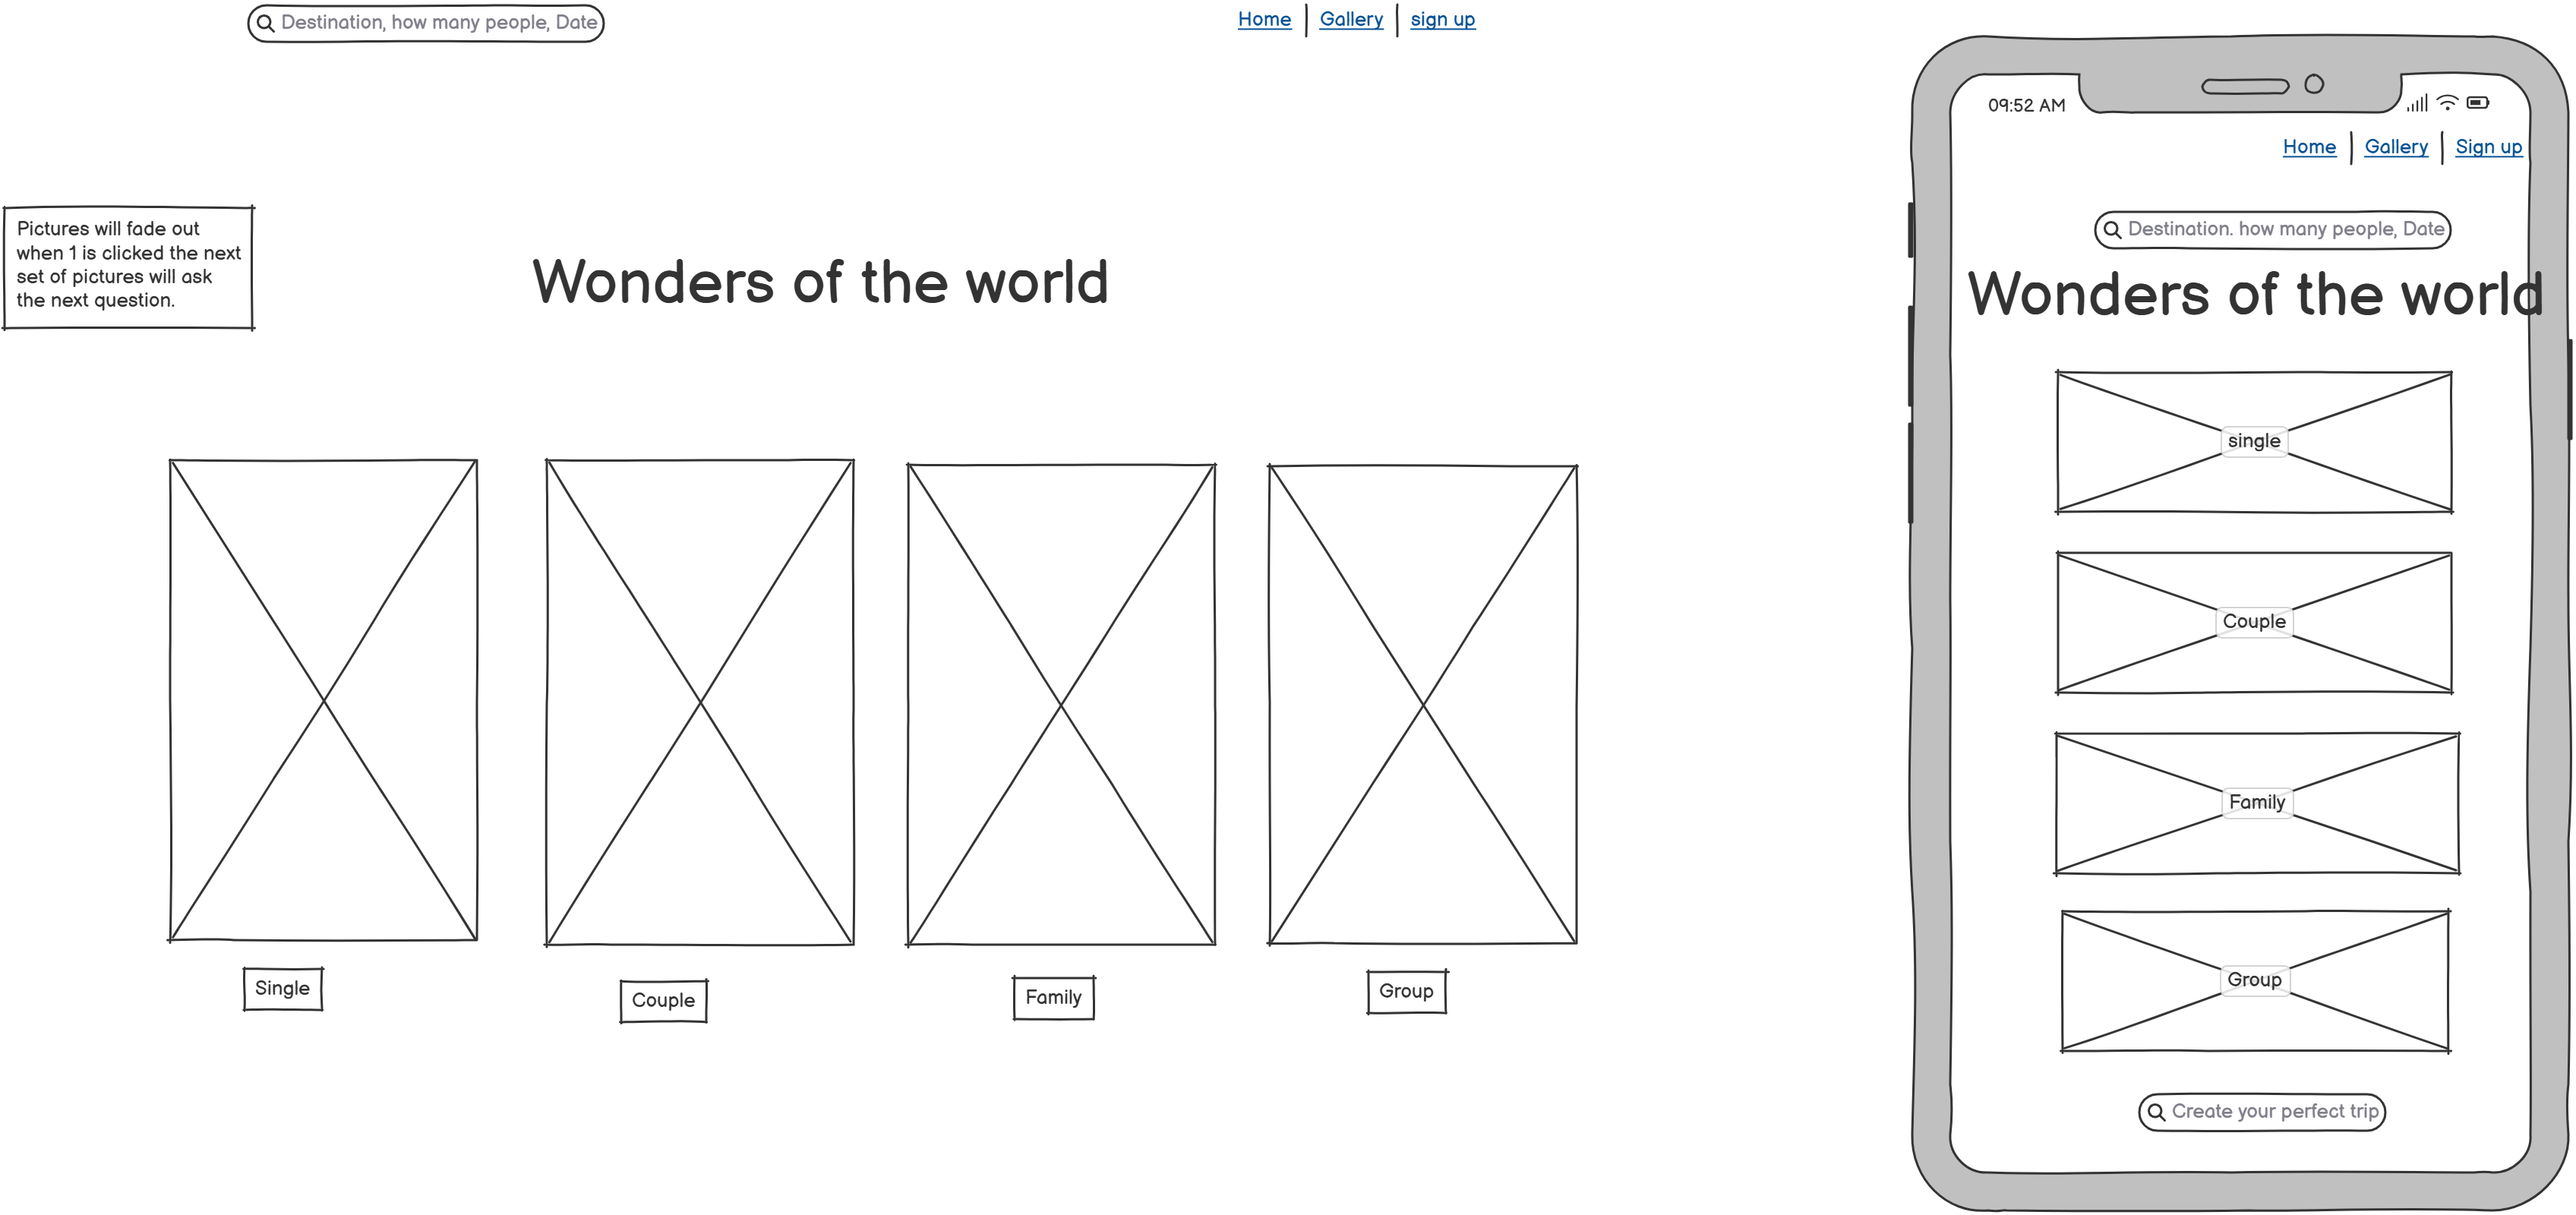 Destination, how many people, Date
Home Gallery sign up
Pictures will fade out
when 1 is clicked the next
set of pictures will ask
the next question.
Wonders of the world
Single
Couple
Family
Group
09:52 AM
Home Gallery Sign up
Destination. how many people, Date
Wonders of the world
single
Couple
Family
Group
Create your perfect trip